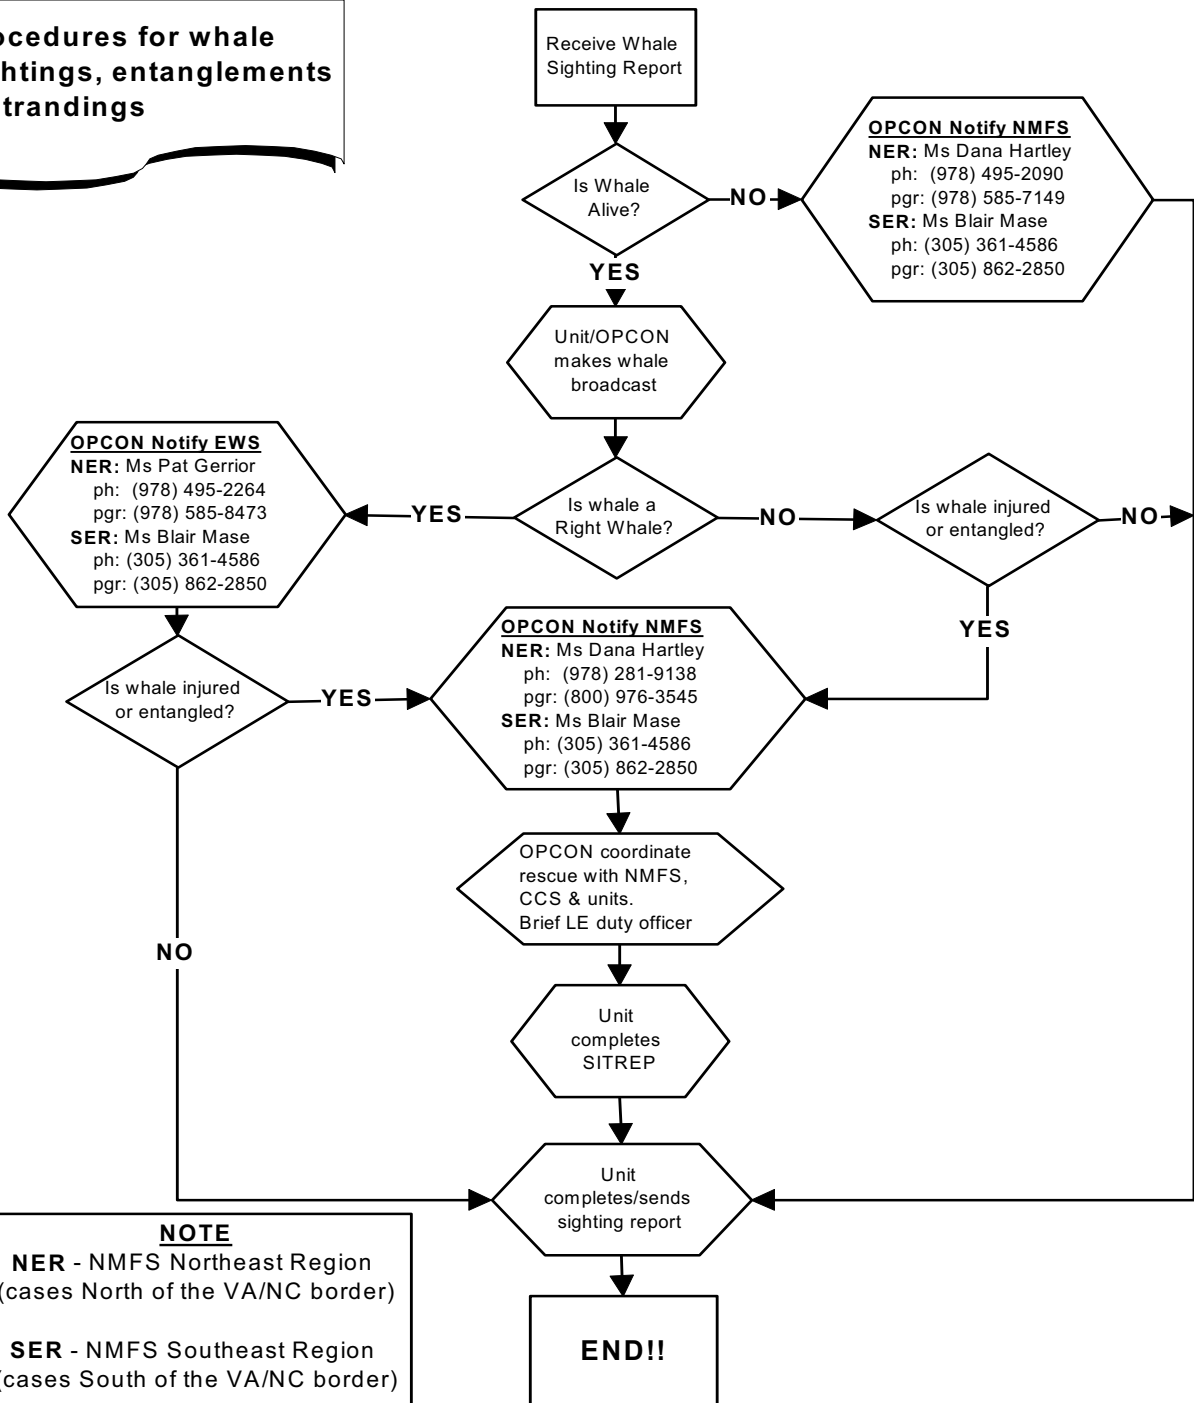 ocedures for whale
htings, entanglements
trandings
Receive Whale
Sighting Report
Is Whale
Alive?
NO
OPCON Notify NMFS
NER: Ms Dana Hartley
ph: (978) 495-2090
pgr: (978) 585-7149
SER: Ms Blair Mase
ph: (305) 361-4586
pgr: (305) 862-2850
YES
Unit/OPCON
makes whale
broadcast
OPCON Notify EWS
NER: Ms Pat Gerrior
ph: (978) 495-2264
pgr: (978) 585-8473
SER: Ms Blair Mase
ph: (305) 361-4586
pgr: (305) 862-2850
YES
Is whale a
Right Whale?
NO
Is whale injured
or entangled?
NO
YES
Is whale injured
or entangled?
YES
OPCON Notify NMFS
NER: Ms Dana Hartley
ph: (978) 281-9138
pgr: (800) 976-3545
SER: Ms Blair Mase
ph: (305) 361-4586
pgr: (305) 862-2850
OPCON coordinate
rescue with NMFS,
CCS & units.
Brief LE duty officer
NO
Unit
completes
SITREP
Unit
completes/sends
sighting report
NOTE
NER - NMFS Northeast Region
(cases North of the VA/NC border)
SER - NMFS Southeast Region
(cases South of the VA/NC border)
END!!